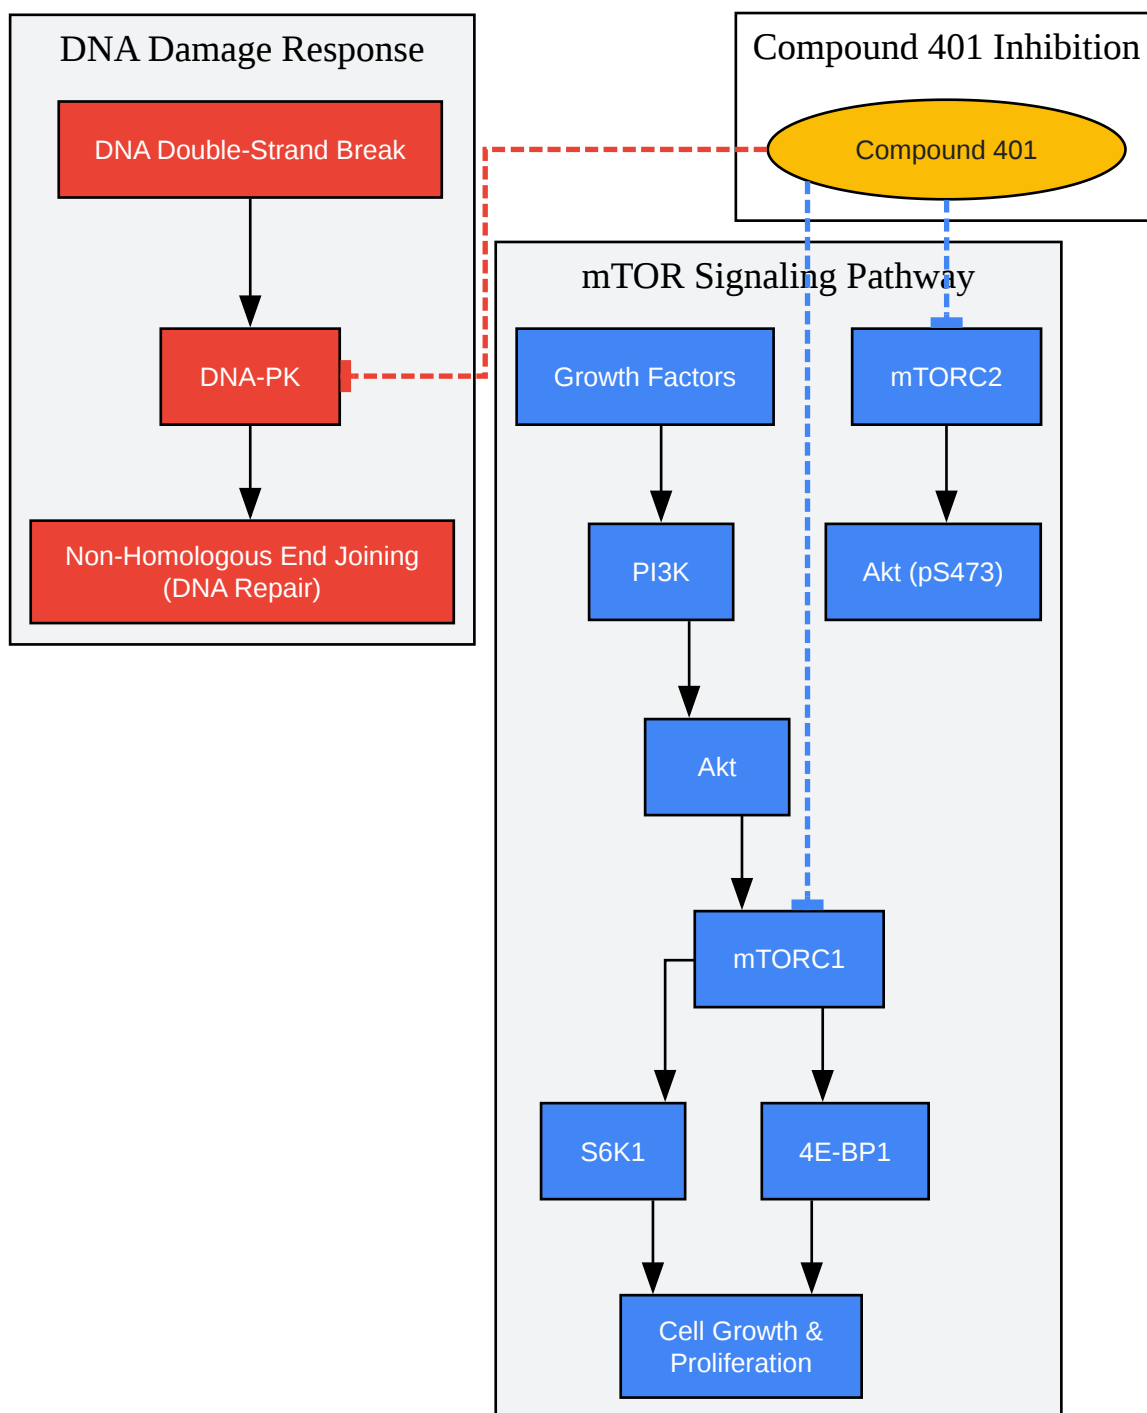 DNA Damage Response
DNA Double-Strand Break
DNA-PK
Non-Homologous End Joining
(DNA Repair)
Compound 401 Inhibition
Compound 401
mTOR Signaling Pathway
Growth Factors
mTORC2
PI3K
Akt (pS473)
Akt
mTORC1
S6K1
4E-BP1
Cell Growth &
Proliferation